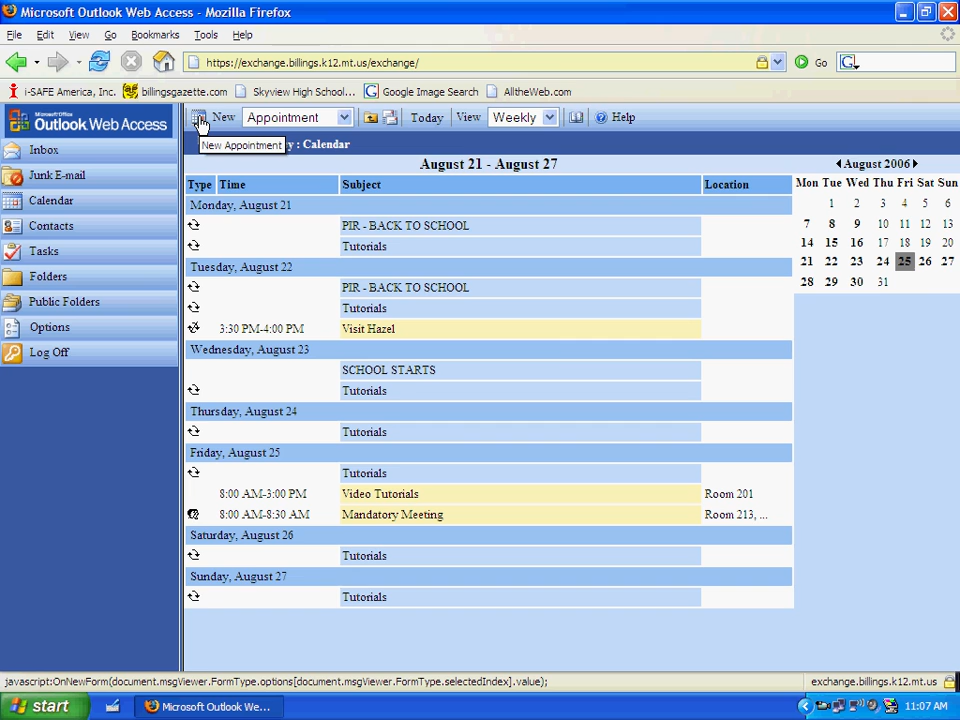 Microsoft Outlook Web Access - Mozilla Firefox
File Edit View Go Bookmarks Tools Help
https://exchange.billings.k12.mt.us/exchange/ Go G
i-SAFE America, Inc. billingsgazette.com Skyview High School... Google Image Search AlltheWeb.com
Microsoft Office
Outlook Web Access
Inbox
Junk E-mail
Calendar
Contacts
Tasks
Folders
Public Folders
Options
Log Off
New Appointment Today View Weekly Help
New Appointment
y : Calendar
August 21 - August 27
Type Time Subject Location
Monday, August 21
PIR - BACK TO SCHOOL
Tutorials
Tuesday, August 22
PIR - BACK TO SCHOOL
Tutorials
3:30 PM-4:00 PM Visit Hazel
Wednesday, August 23
SCHOOL STARTS
Tutorials
Thursday, August 24
Tutorials
Friday, August 25
Tutorials
8:00 AM-3:00 PM Video Tutorials Room 201
8:00 AM-8:30 AM Mandatory Meeting Room 213, ...
Saturday, August 26
Tutorials
Sunday, August 27
Tutorials
August 2006
Mon Tue Wed Thu Fri Sat Sun
1 2 3 4 5 6
7 8 9 10 11 12 13
14 15 16 17 18 19 20
21 22 23 24 25 26 27
28 29 30 31
javascript:OnNewForm(document.msgViewer.FormType.options[document.msgViewer.FormType.selectedIndex].value); exchange.billings.k12.mt.us
start Microsoft Outlook We... 11:07 AM